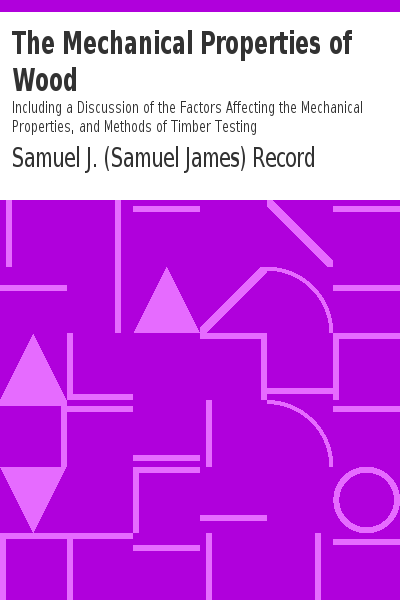 The Mechanical Properties of
Wood
Including a Discussion of the Factors Affecting the Mechanical
Properties, and Methods of Timber Testing
Samuel J. (Samuel James) Record